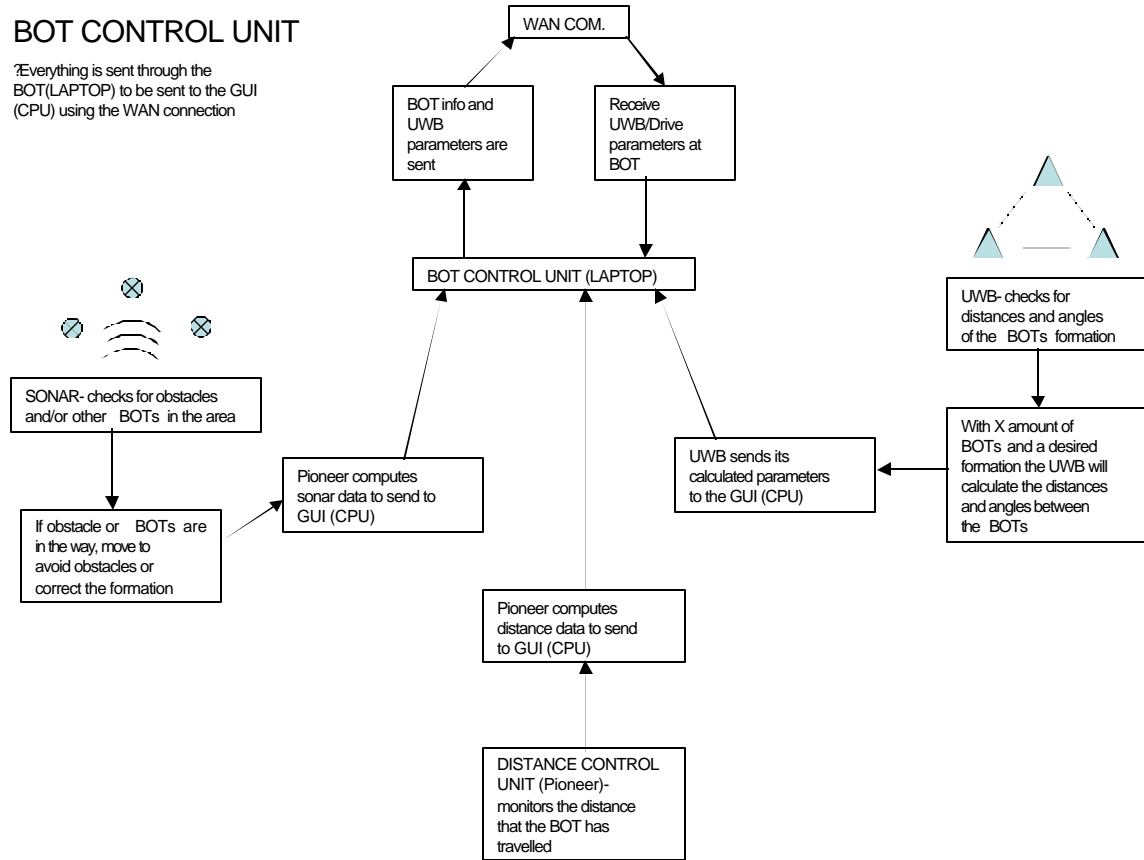 BOT CONTROL UNIT
?Everything is sent through the
BOT(LAPTOP) to be sent to the GUI
(CPU) using the WAN connection
WAN COM.
BOT info and
UWB
parameters are
sent
Receive
UWB/Drive
parameters at
BOT
BOT CONTROL UNIT (LAPTOP)
UWB- checks for
distances and angles
of the BOTs formation
SONAR- checks for obstacles
and/or other BOTs in the area
With X amount of
BOTs and a desired
formation the UWB will
calculate the distances
and angles between
the BOTs
UWB sends its
calculated parameters
to the GUI (CPU)
Pioneer computes
sonar data to send to
GUI (CPU)
If obstacle or BOTs are
in the way, move to
avoid obstacles or
correct the formation
Pioneer computes
distance data to send
to GUI (CPU)
DISTANCE CONTROL
UNIT (Pioneer)-
monitors the distance
that the BOT has
travelled